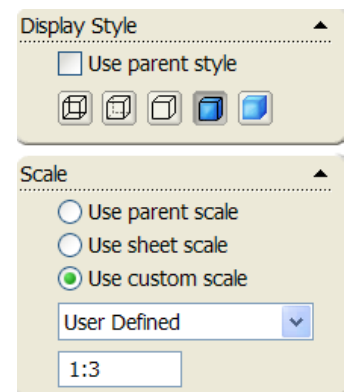 Display Style
Use parent style
Scale
Use parent scale
Use sheet scale
Use custom scale
User Defined
1:3